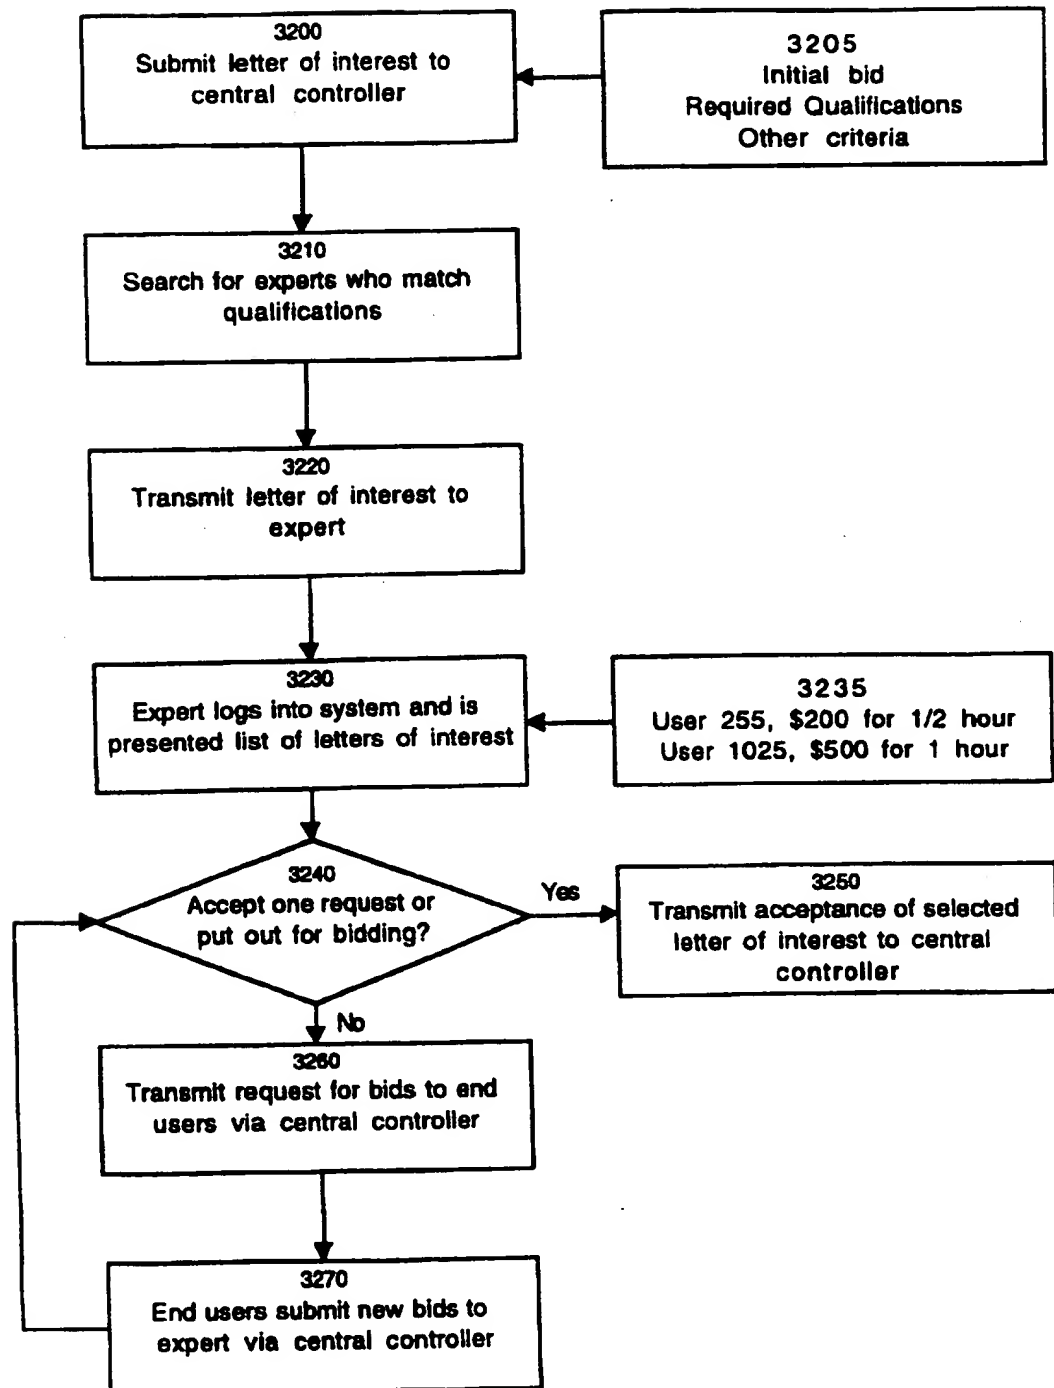 3200
Submit letter of interest to
central controller
3205
Initial bid
Required Qualifications
Other criteria
3210
Search for experts who match
qualifications
3220
Transmit letter of interest to
expert
3230
Expert logs into system and is
presented list of letters of interest
3235
User 255, $200 for 1/2 hour
User 1025, $500 for 1 hour
3240
Accept one request or
put out for bidding?
Yes
3250
Transmit acceptance of selected
letter of interest to central
controller
No
3260
Transmit request for bids to end
users via central controller
3270
End users submit new bids to
expert via central controller